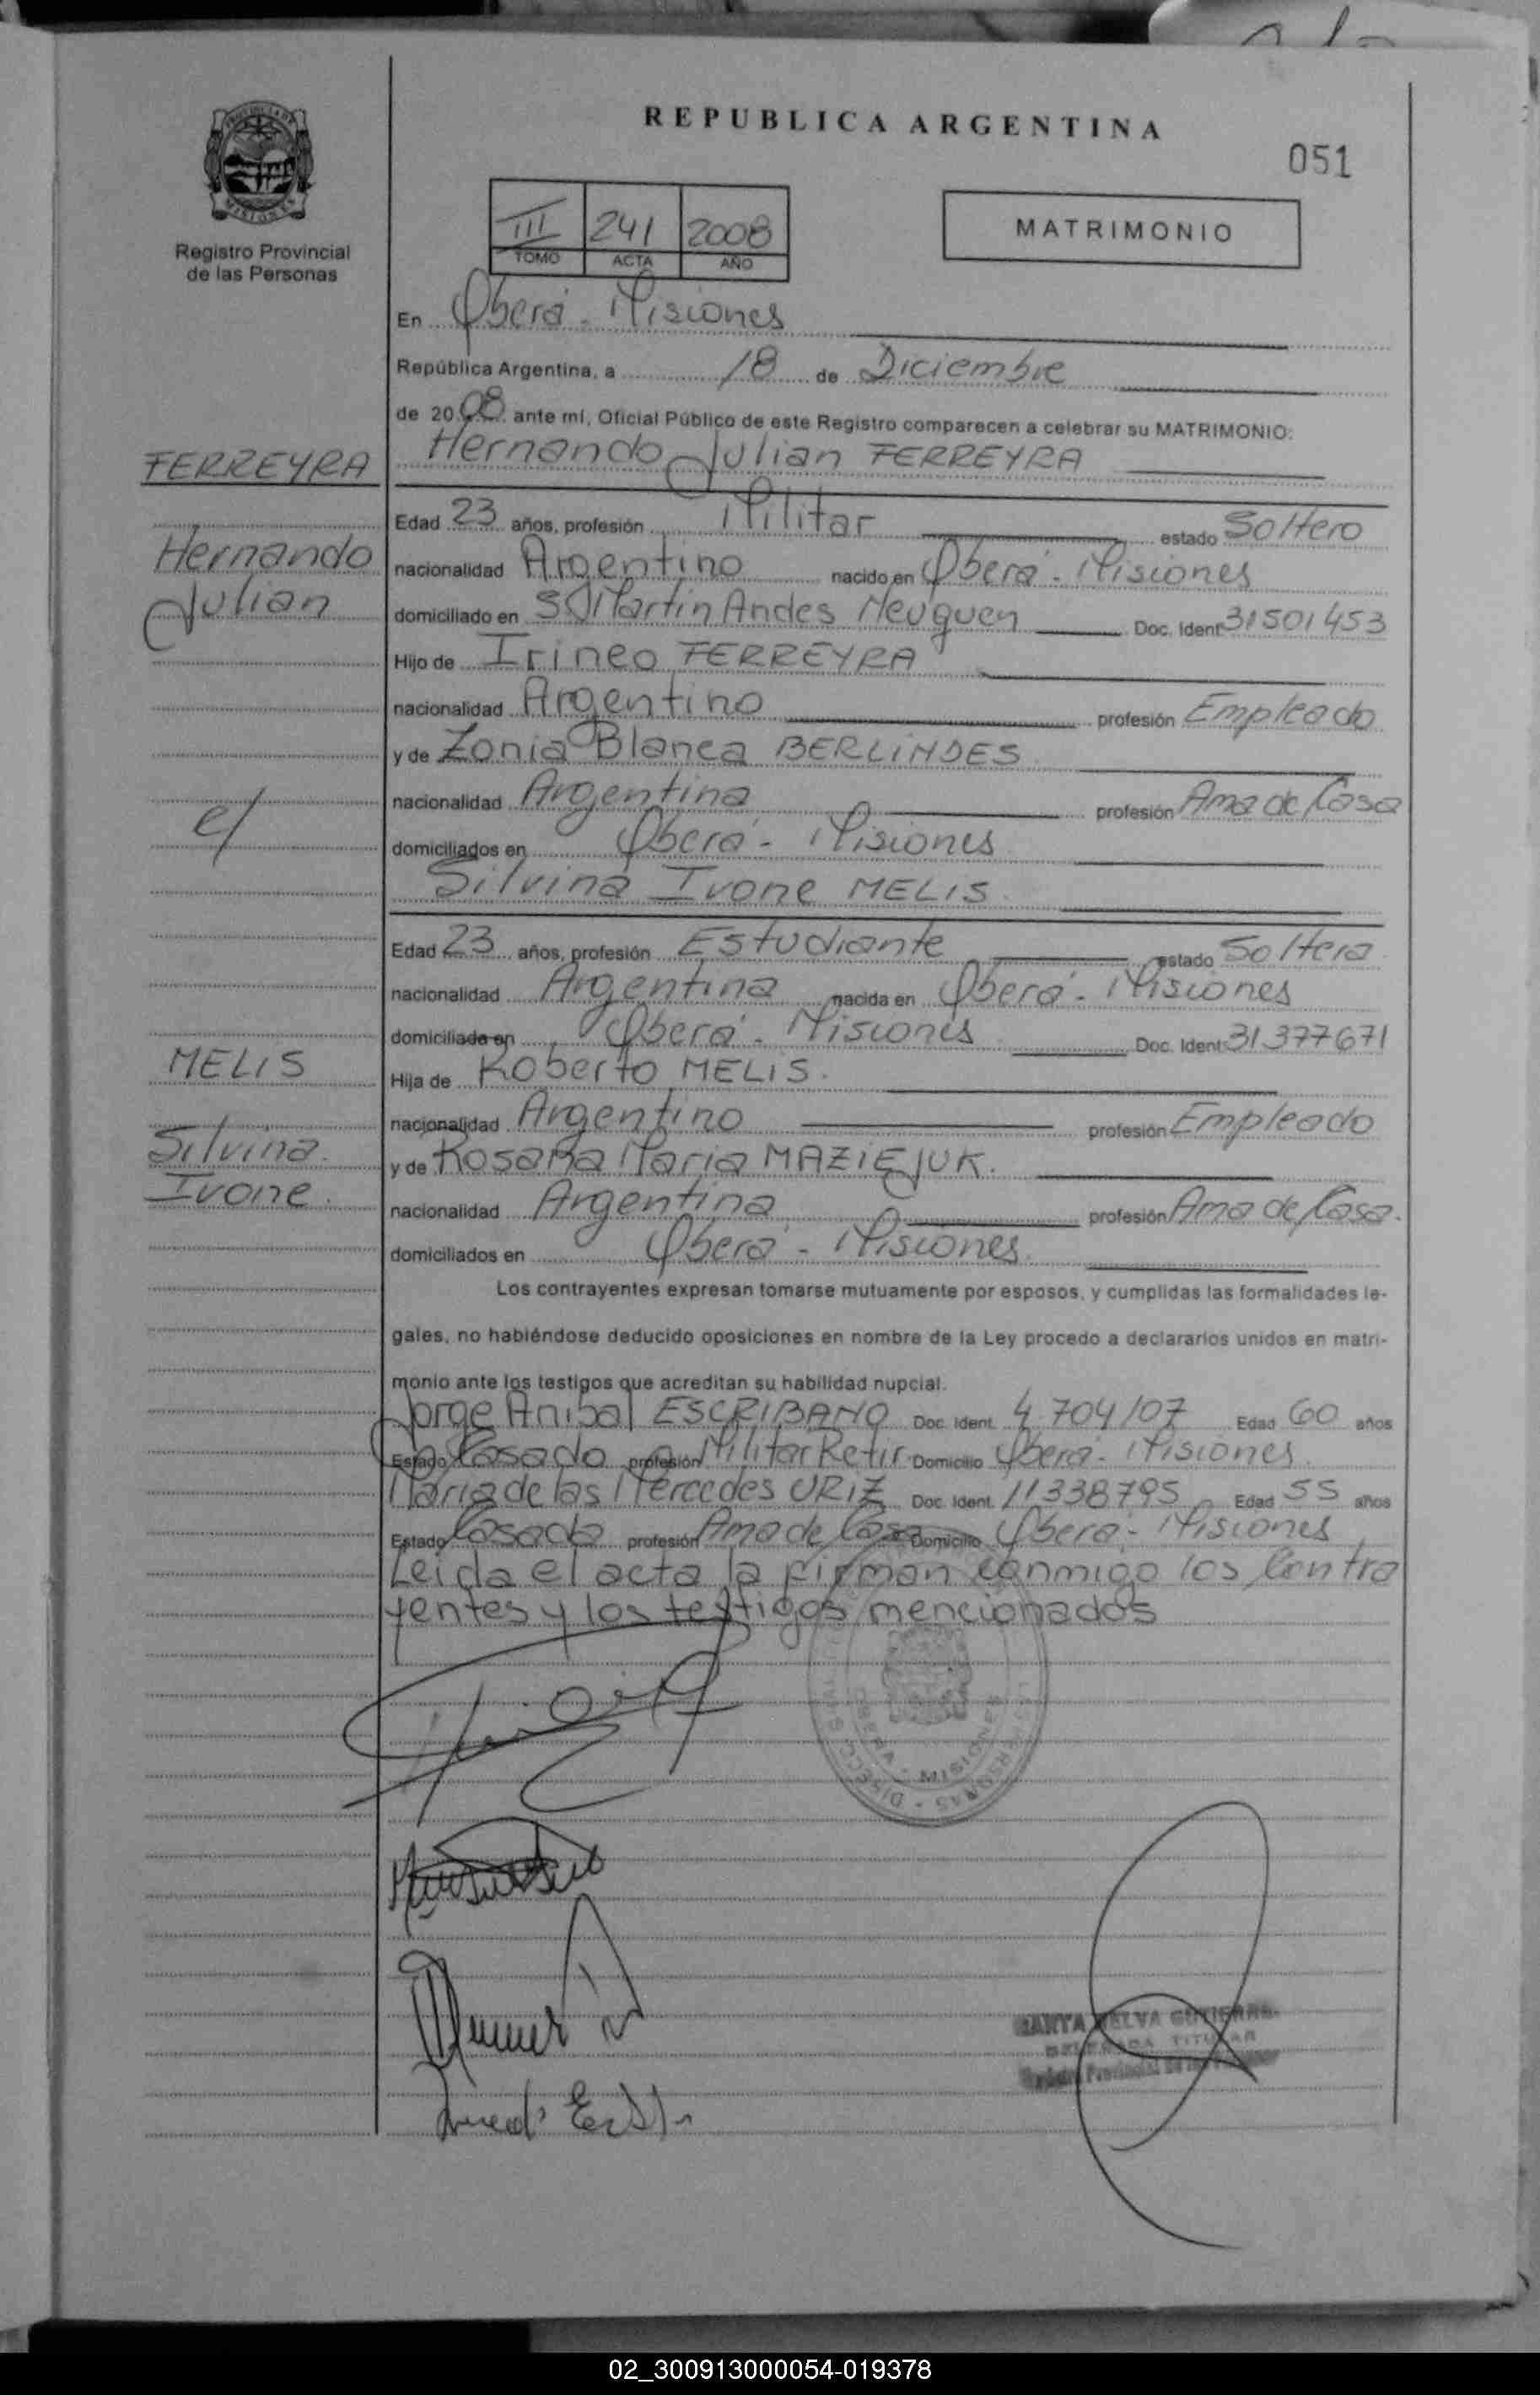 REPUBLICA ARGENTINA
051
III 241 2008
TOMO ACTA AÑO
MATRIMONIO
MISIONES
Registro Provincial
de las Personas
En Oberá - Misiones
República Argentina, a 18 de Diciembre
de 2008 ante mí, Oficial Público de este Registro comparecen a celebrar su MATRIMONIO:
FERREYRA
Hernando Julian FERREYRA
Edad 23 años, profesión Militar estado Soltero
Hernando
nacionalidad Argentino nacido en Oberá - Misiones
Julian
domiciliado en S Martin Andes Neuquen Doc. Ident 31501453
Hijo de Irineo FERREYRA
nacionalidad Argentino profesión Empleado
y de Zonia Blanca BERLINDES
nacionalidad Argentina profesión Ama de Casa
c/
domiciliados en Oberá - Misiones
Silvina Ivone MELIS
Edad 23 años, profesión Estudiante estado Soltera
nacionalidad Argentina nacida en Oberá - Misiones
domiciliada en Oberá - Misiones Doc. Ident 31377671
MELIS
Hija de Roberto MELIS.
nacionalidad Argentino profesión Empleado
Silvina
y de Rosana Maria MAZIEJUK.
Ivone
nacionalidad Argentina profesión Ama de Casa.
domiciliados en Oberá - Misiones
Los contrayentes expresan tomarse mutuamente por esposos, y cumplidas las formalidades le-
gales, no habiéndose deducido oposiciones en nombre de la Ley procedo a declararlos unidos en matri-
monio ante los testigos que acreditan su habilidad nupcial.
Jorge Anibal ESCRIBANO Doc. Ident. 4.704107 Edad 60 años
Estado Casado profesión Militar Retir. Domicilio Oberá - Misiones
Maria de las Mercedes URIZ Doc. Ident. 11338795 Edad 55 años
Estado Casada profesión Ama de Casa Domicilio Oberá - Misiones
Leida el acta la firman conmigo los Contra
yentes y los testigos mencionados
OBERA - MISIONES
GUTIERRE
TITULAR
02_300913000054-019378